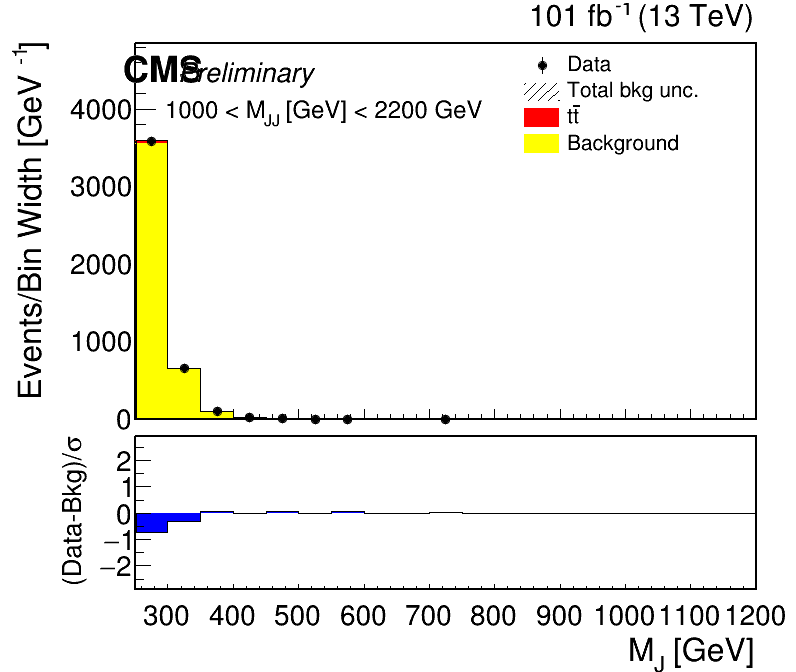 101 fb⁻¹ (13 TeV)
CMS Preliminary
1000 < M_JJ [GeV] < 2200 GeV
Data
Total bkg unc.
tt̄
Background
Events/Bin Width [GeV⁻¹]
4000
3000
2000
1000
0
(Data-Bkg)/σ
2
1
0
−1
−2
300 400 500 600 700 800 900 1000 1100 1200
M_J [GeV]